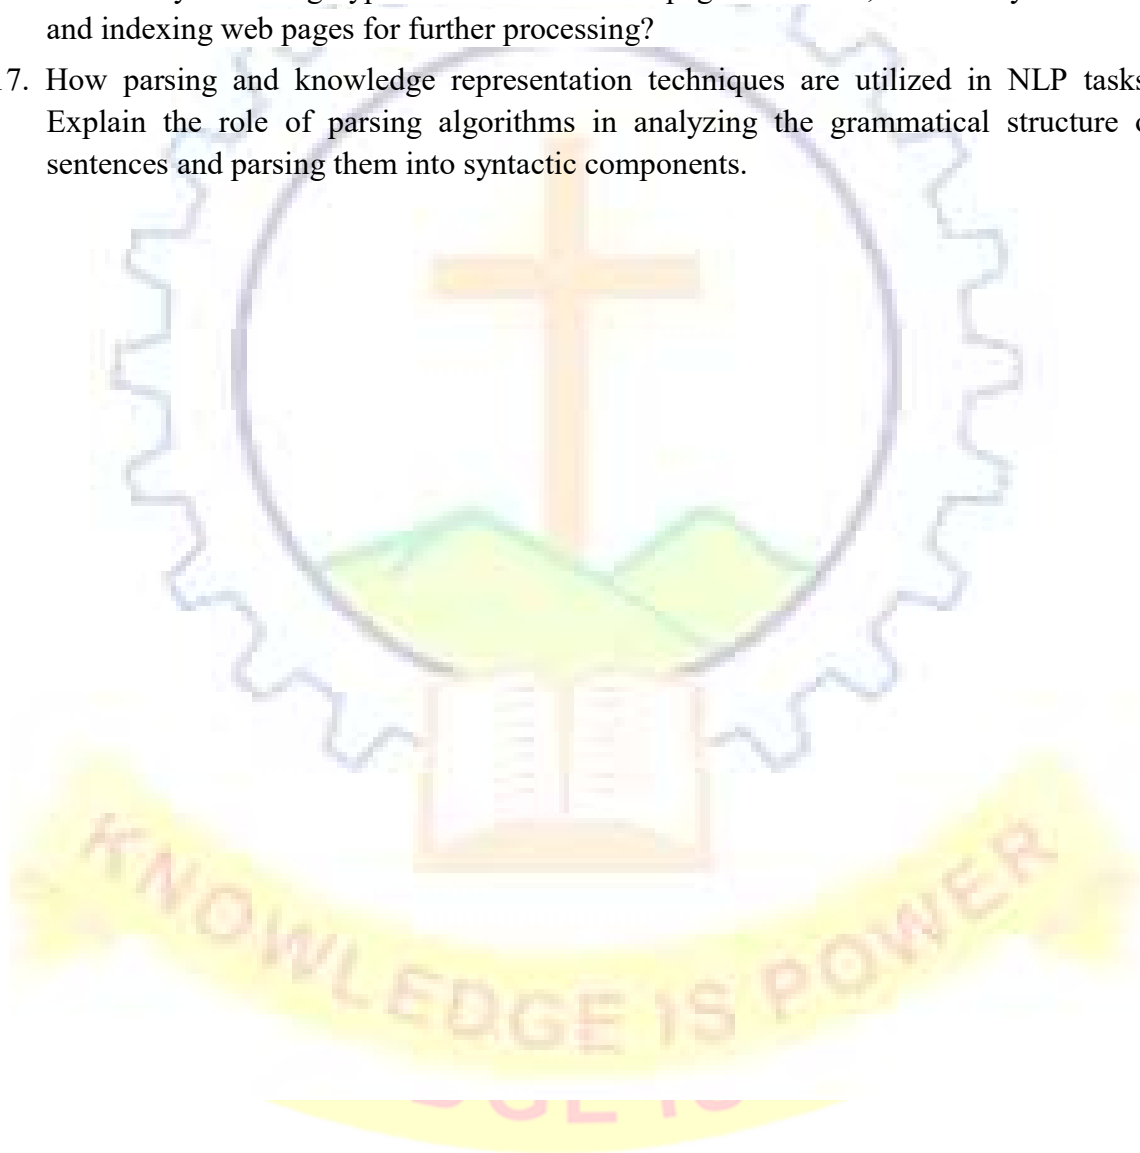 and indexing web pages for further processing?
7. How parsing and knowledge representation techniques are utilized in NLP tasks
Explain the role of parsing algorithms in analyzing the grammatical structure
sentences and parsing them into syntactic components.
KNOWLEDGE IS POWER